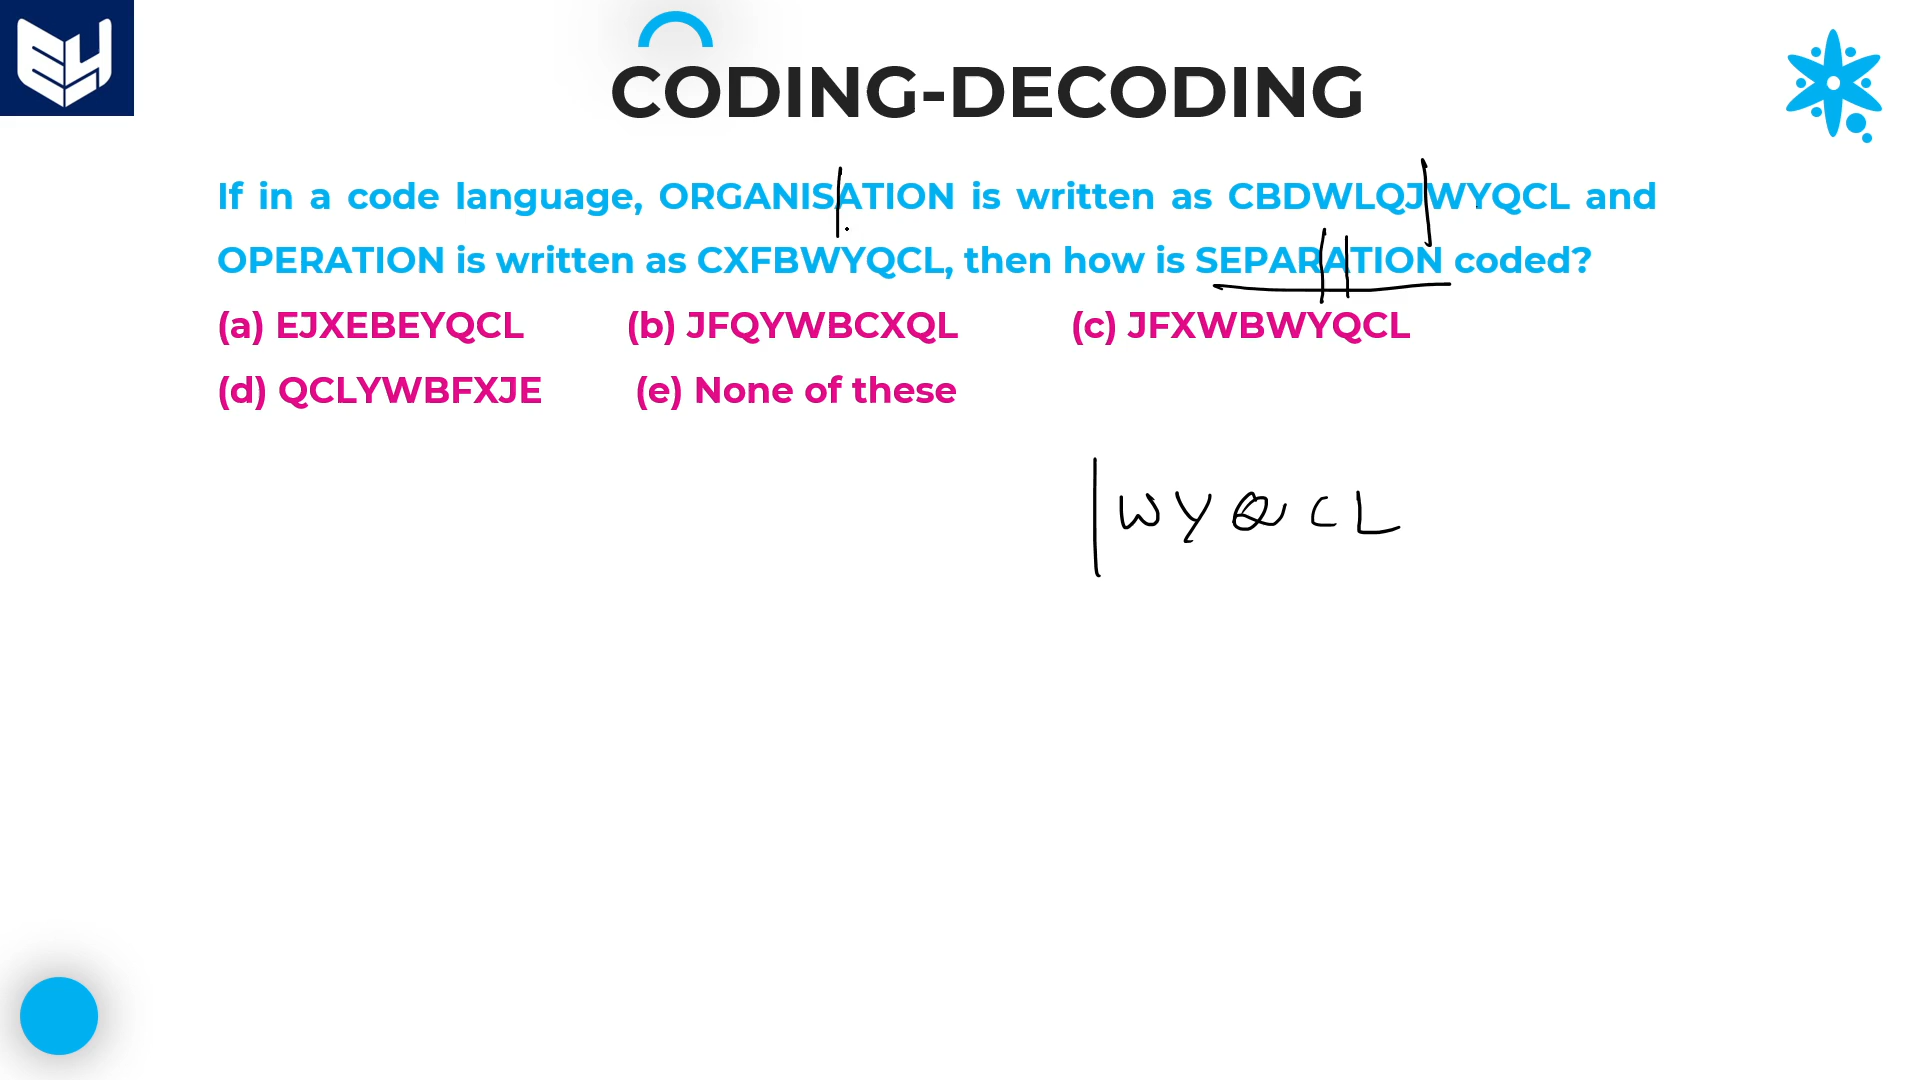 CODING-DECODING
If in a code language, ORGANISATION is written as CBDWLQJWYQCL and
OPERATION is written as CXFBWYQCL, then how is SEPARATION coded?
(a) EJXEBEYQCL (b) JFQYWBCXQL (c) JFXWBWYQCL
(d) QCLYWBFXJE (e) None of these
WYQCL